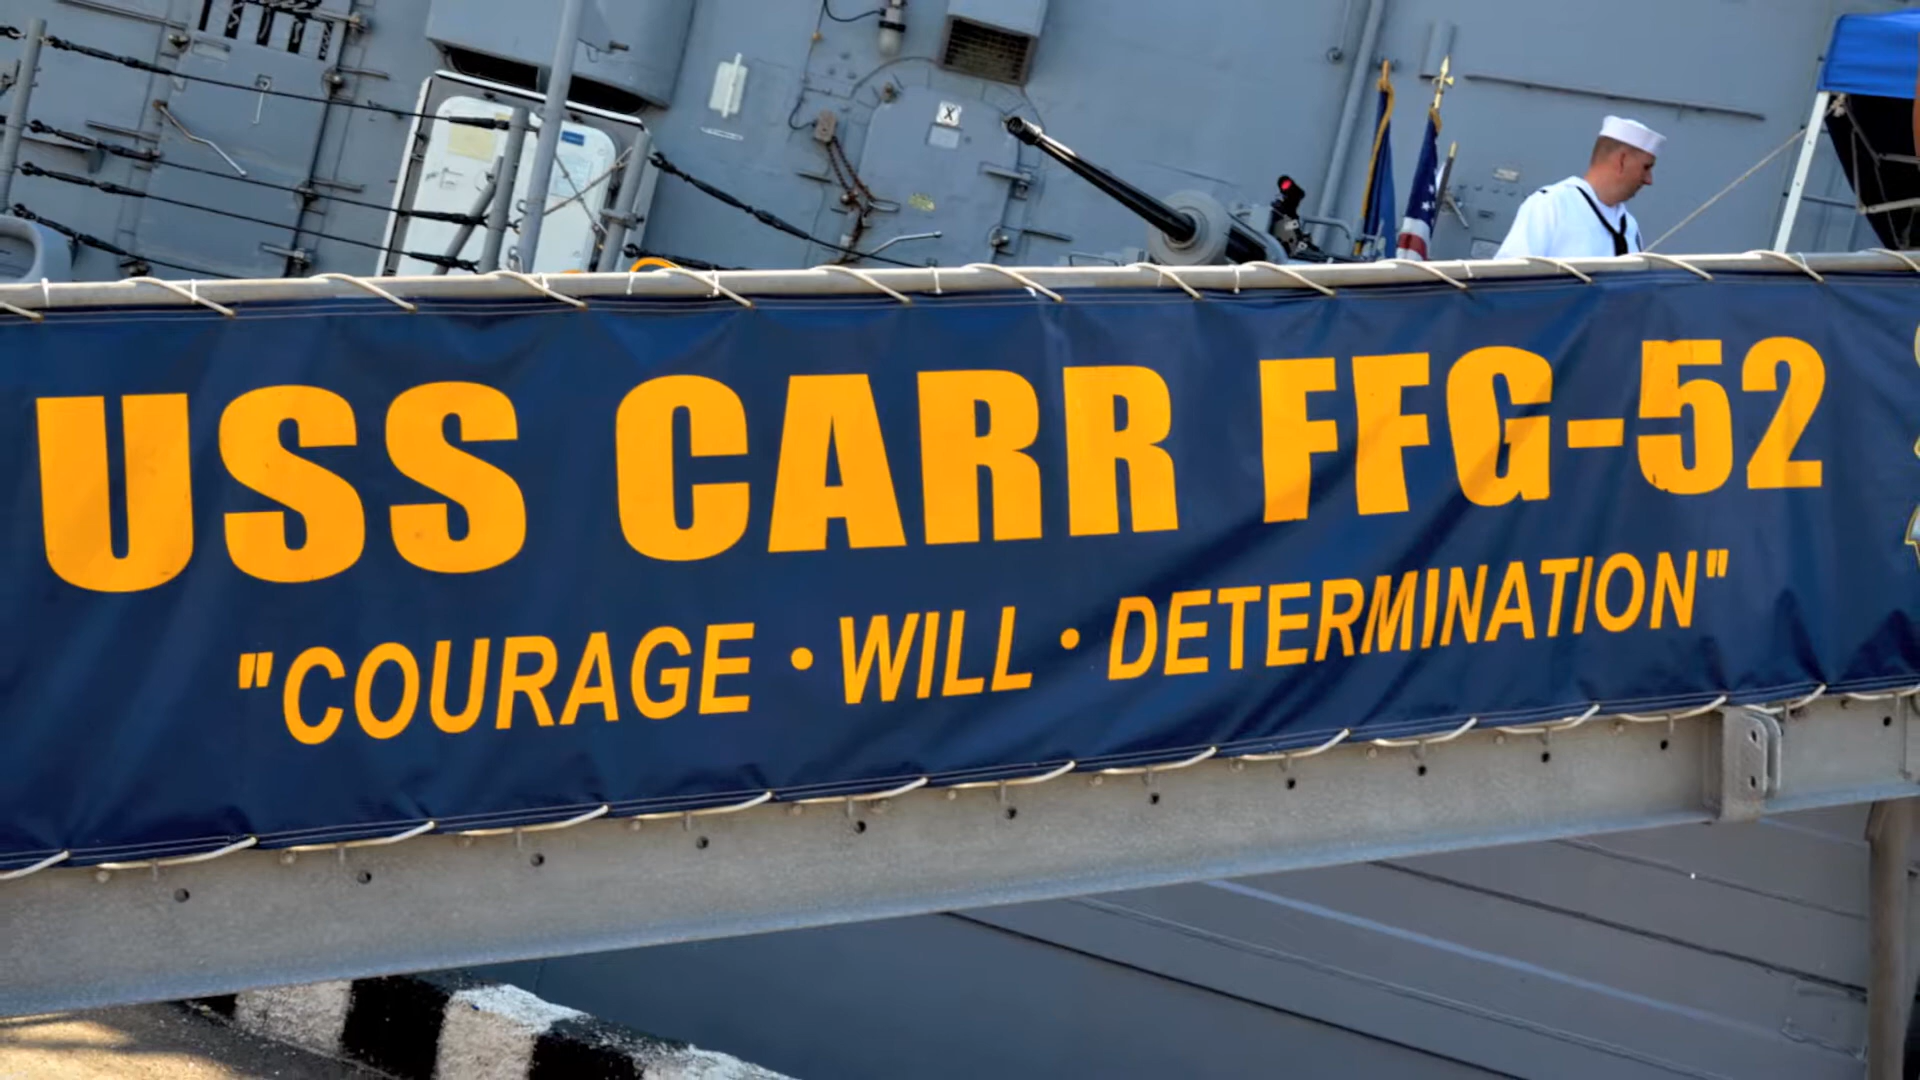 X
USS CARR FFG-52
"COURAGE • WILL • DETERMINATION"